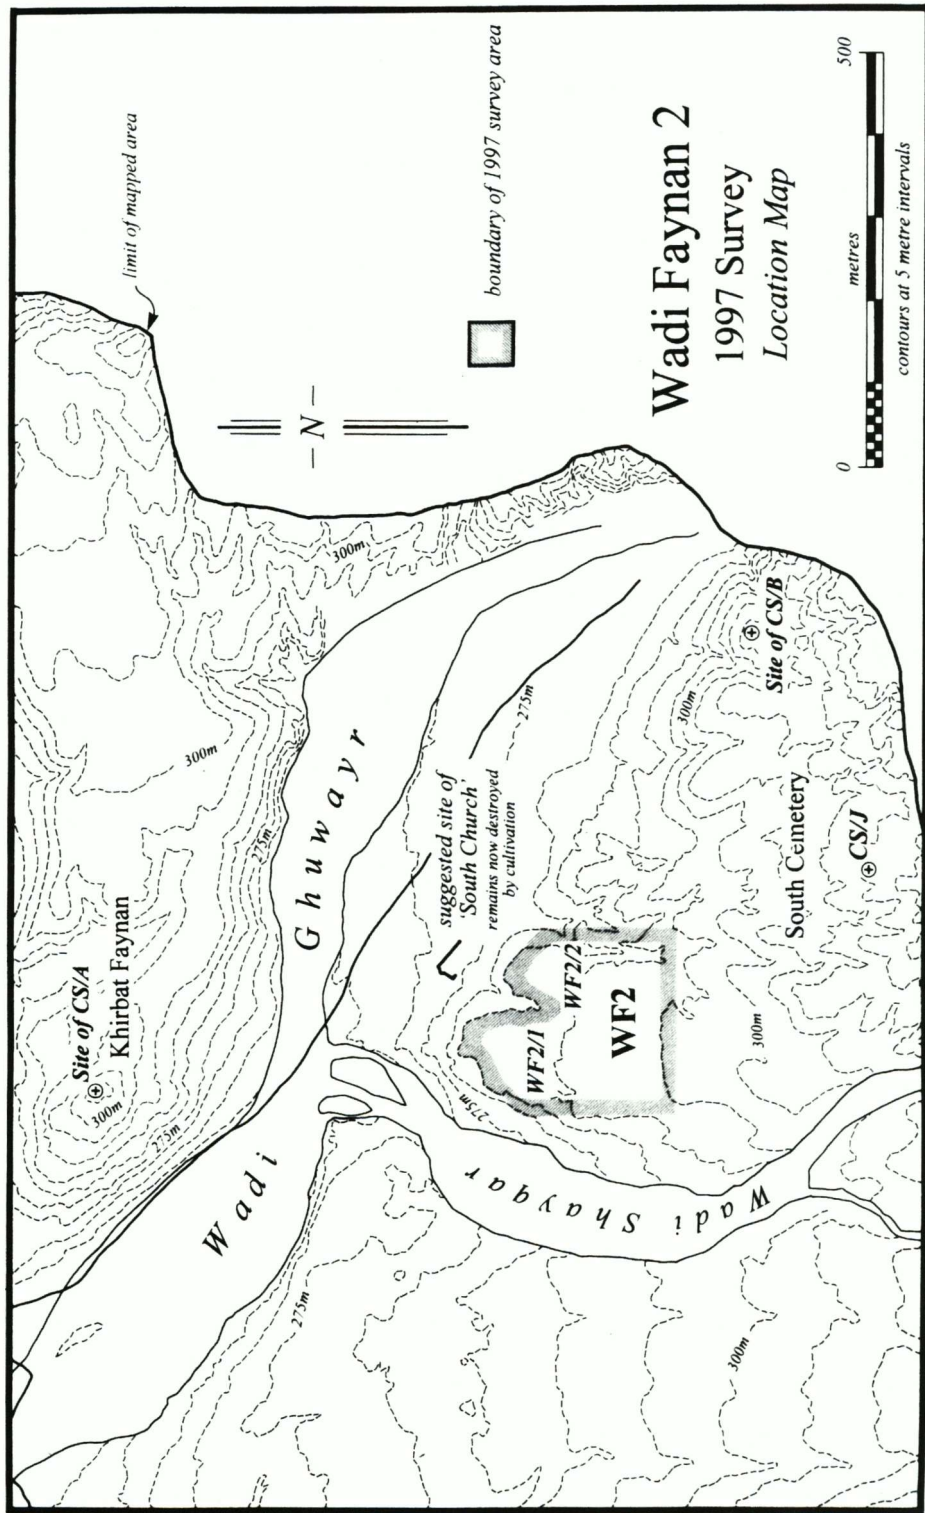 limit of mapped area
– N –
boundary of 1997 survey area
Wadi Faynan 2
1997 Survey
Location Map
0
metres
500
contours at 5 metre intervals
Site of CS/A
Khirbat Faynan
300m
275m
300m
275m
300m
Wadi
Ghuwayr
275m
275m
suggested site of
'South Church'
remains now destroyed
by cultivation
275m
WF2/1
WF2/2
WF2
Wadi Shayqar
300m
Site of CS/B
South Cemetery
CS/J
300m
300m